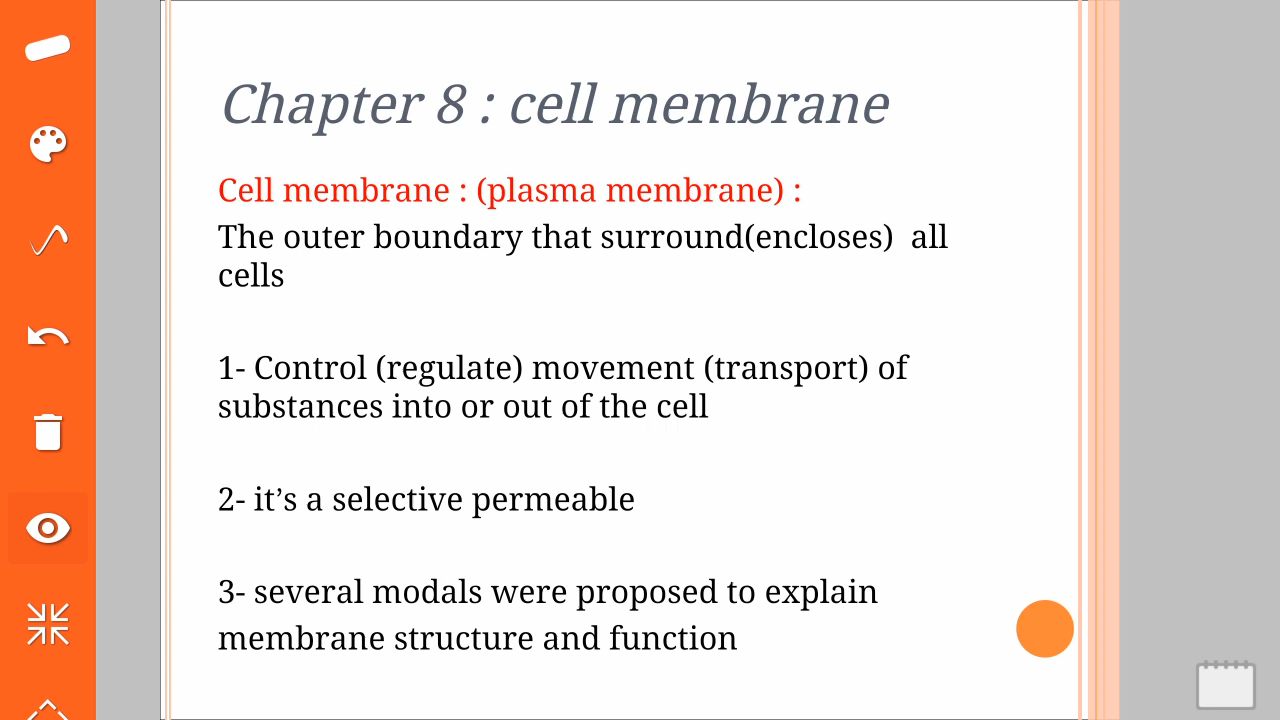 Chapter 8 : cell membrane
Cell membrane : (plasma membrane) :
The outer boundary that surround(encloses)  all
cells
1- Control (regulate) movement (transport) of
substances into or out of the cell
2- it’s a selective permeable
3- several modals were proposed to explain
membrane structure and function